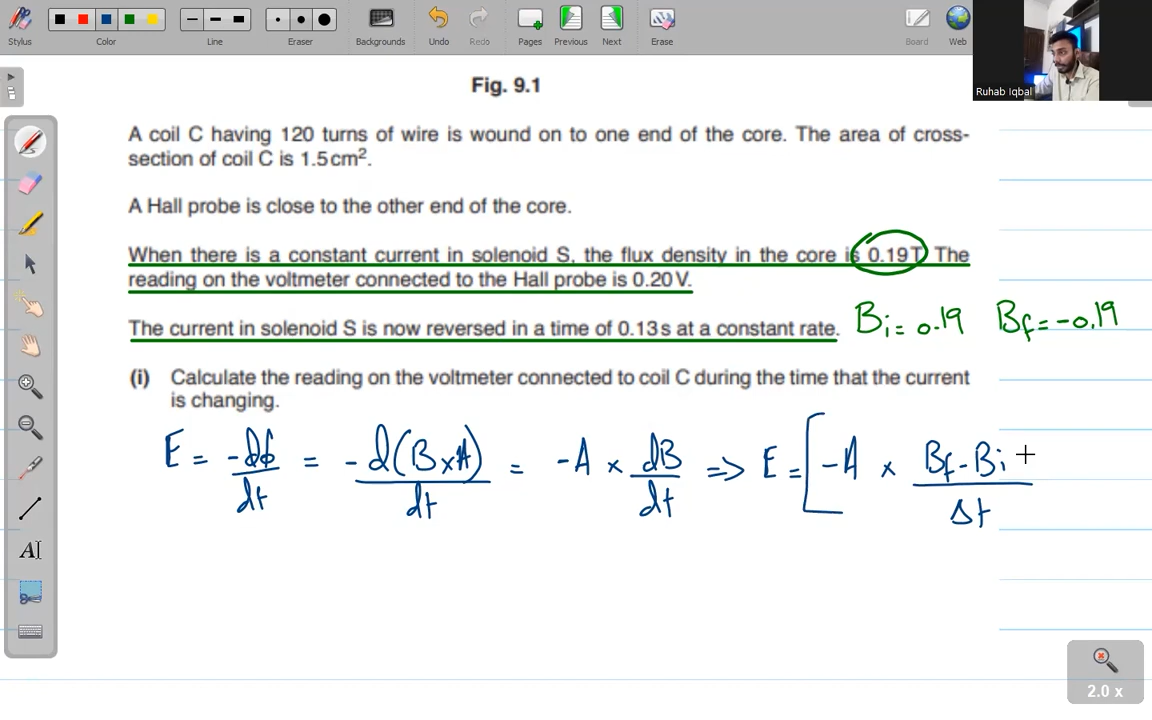 Stylus Color Line Eraser Backgrounds Undo Redo Pages Previous Next Erase Board Web
Ruhab Iqbal
Fig. 9.1
A coil C having 120 turns of wire is wound on to one end of the core. The area of cross-
section of coil C is 1.5 cm².
A Hall probe is close to the other end of the core.
When there is a constant current in solenoid S, the flux density in the core is 0.19T The
reading on the voltmeter connected to the Hall probe is 0.20 V.
The current in solenoid S is now reversed in a time of 0.13 s at a constant rate. Bi = 0.19 Bf = -0.19
(i) Calculate the reading on the voltmeter connected to coil C during the time that the current
is changing.
E = -dϕ/dt = -d(B×A)/dt = -A × dB/dt => E = [-A × Bf - Bi/Δt
AI
2.0 x